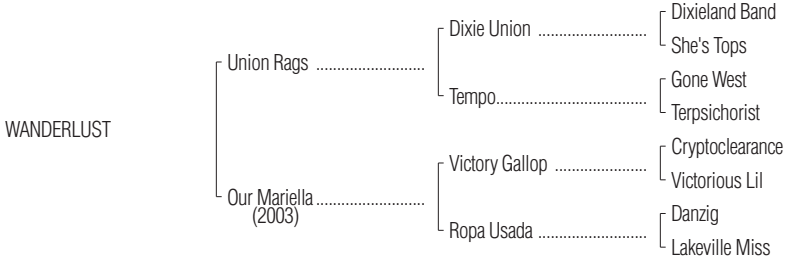 Dixieland Band
Dixie Union ..........................
She's Tops
Union Rags ..........................
Gone West
Tempo....................................
Terpsichorist
WANDERLUST
Cryptoclearance
Victory Gallop ......................
Victorious Lil
Our Mariella ..........................
(2003)
Danzig
Ropa Usada ..........................
Lakeville Miss